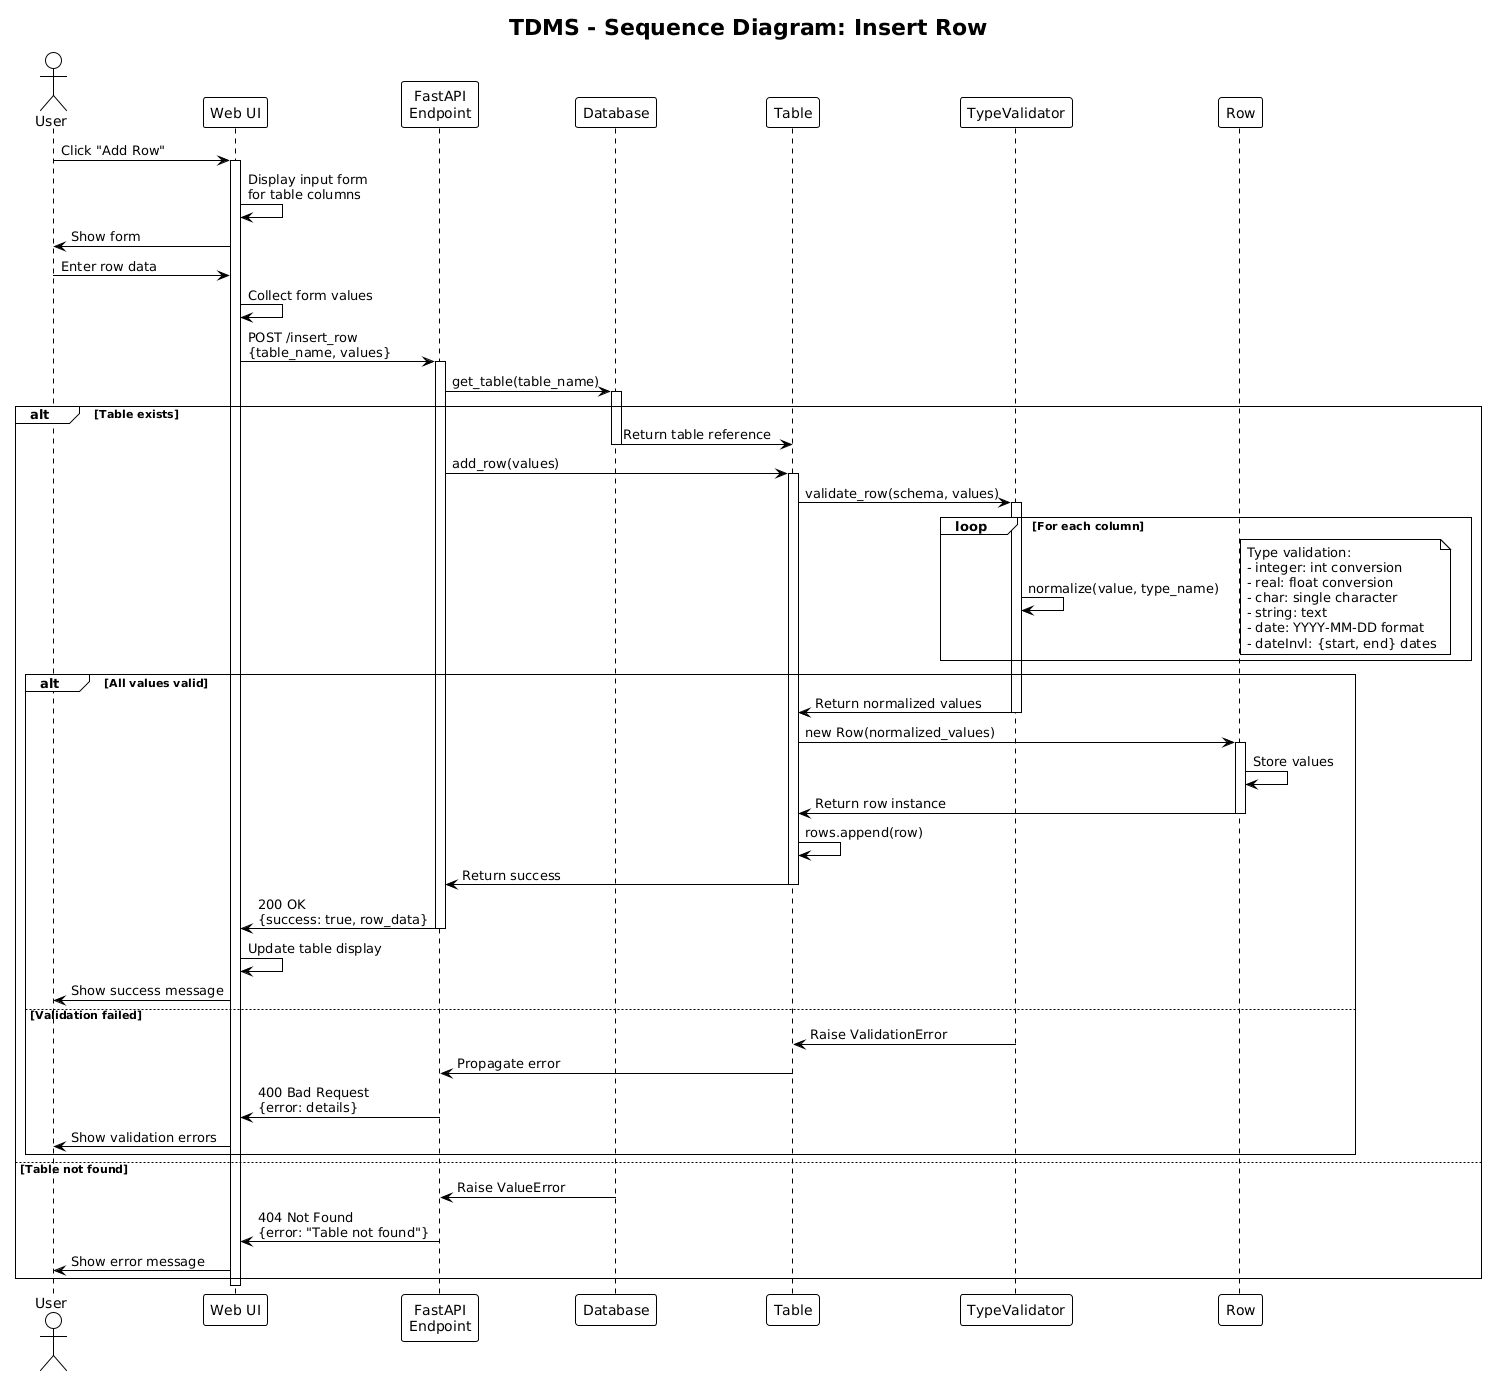 TDMS - Sequence Diagram: Insert Row
User
Web UI
FastAPI
Endpoint
Database
Table
TypeValidator
Row
Click "Add Row"
Display input form
for table columns
Show form
Enter row data
Collect form values
POST /insert_row
{table_name, values}
get_table(table_name)
alt
[Table exists]
Return table reference
add_row(values)
validate_row(schema, values)
loop
[For each column]
Type validation:
- integer: int conversion
- real: float conversion
- char: single character
- string: text
- date: YYYY-MM-DD format
- dateInvl: {start, end} dates
normalize(value, type_name)
alt
[All values valid]
Return normalized values
new Row(normalized_values)
Store values
Return row instance
rows.append(row)
Return success
200 OK
{success: true, row_data}
Update table display
Show success message
[Validation failed]
Raise ValidationError
Propagate error
400 Bad Request
{error: details}
Show validation errors
[Table not found]
Raise ValueError
404 Not Found
{error: "Table not found"}
Show error message
User
Web UI
FastAPI
Endpoint
Database
Table
TypeValidator
Row